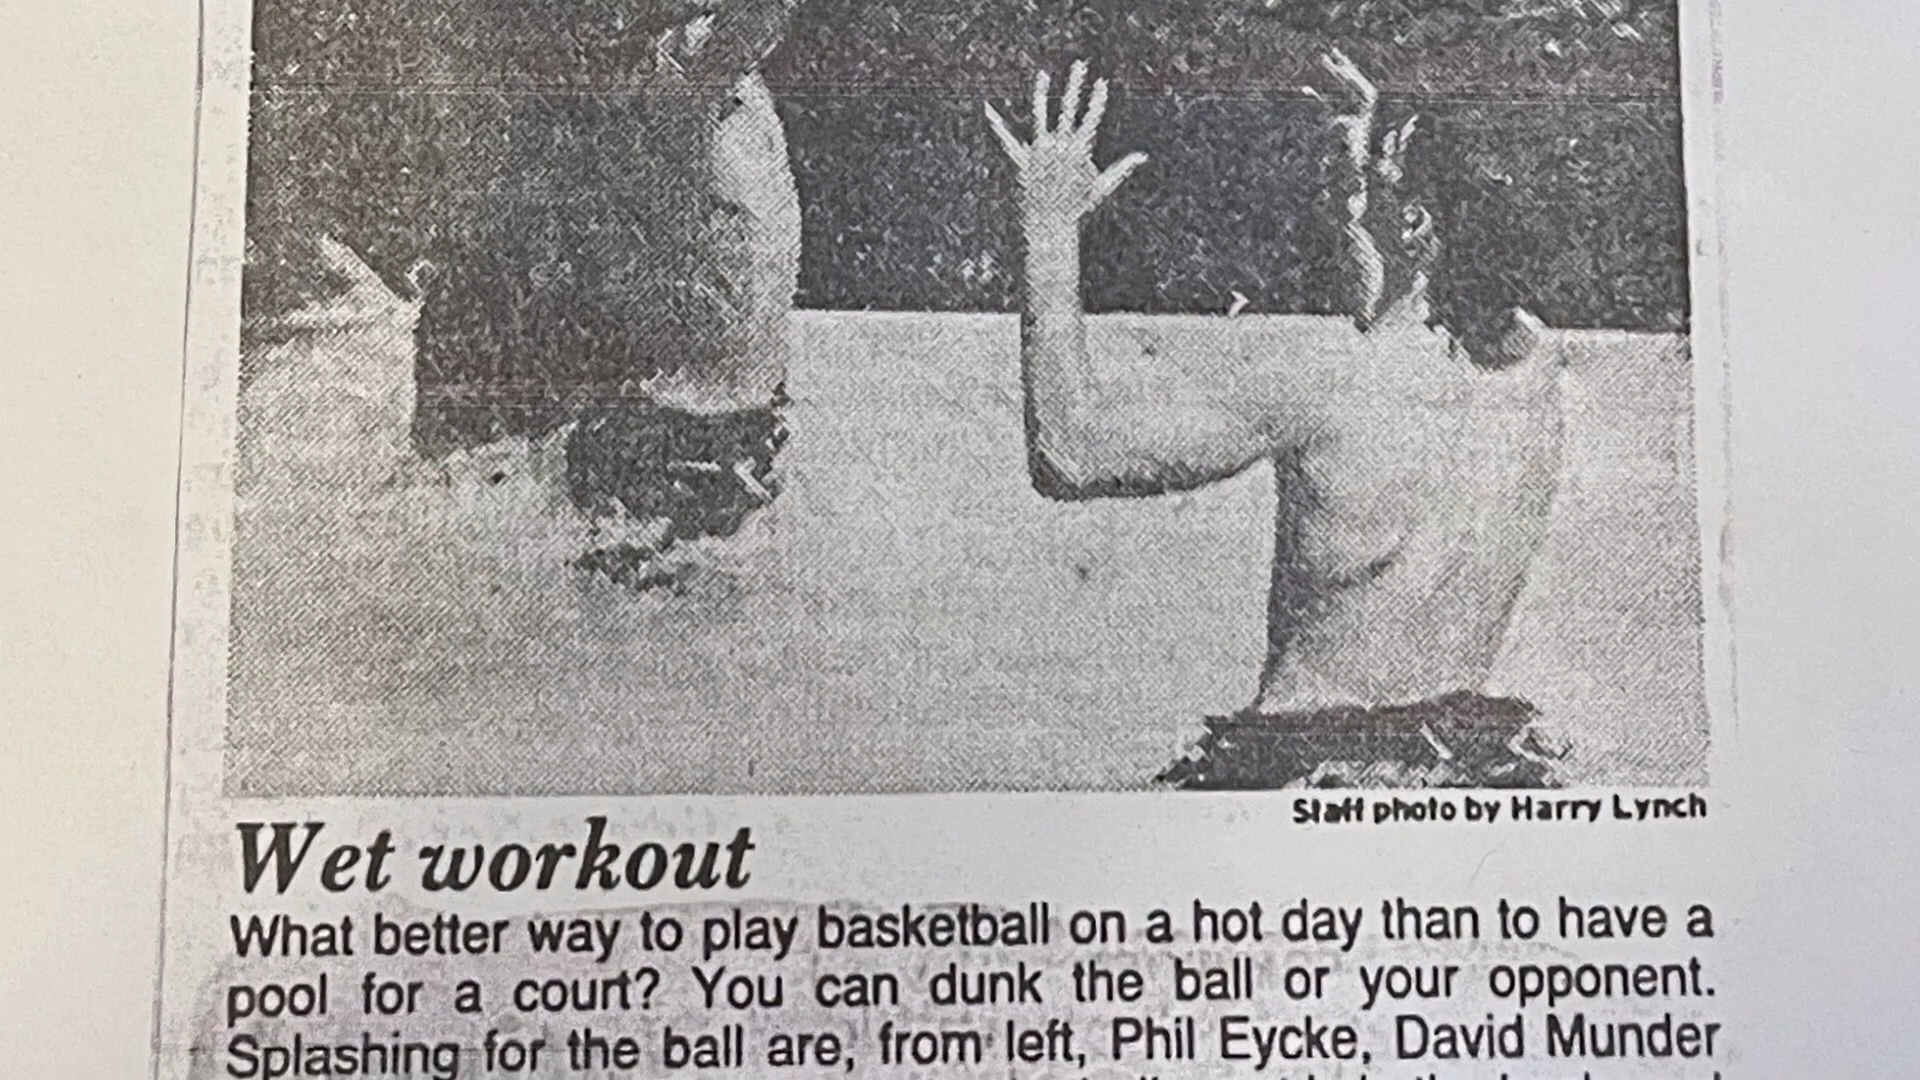 Staff photo by Harry Lynch
Wet workout
What better way to play basketball on a hot day than to have a
pool for a court? You can dunk the ball or your opponent.
Splashing for the ball are, from left, Phil Eycke, David Munder